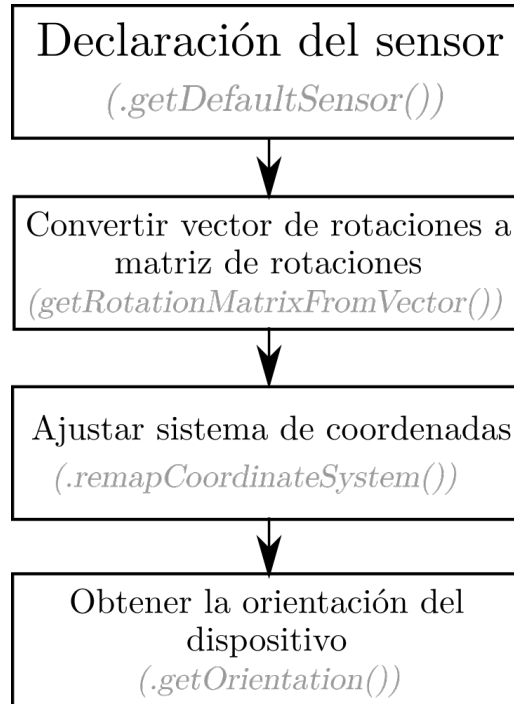 Declaración del sensor
(.getDefaultSensor())
Convertir vector de rotaciones a
matriz de rotaciones
(getRotationMatrixFromVector())
Ajustar sistema de coordenadas
(.remapCoordinateSystem())
Obtener la orientación del
dispositivo
(.getOrientation())